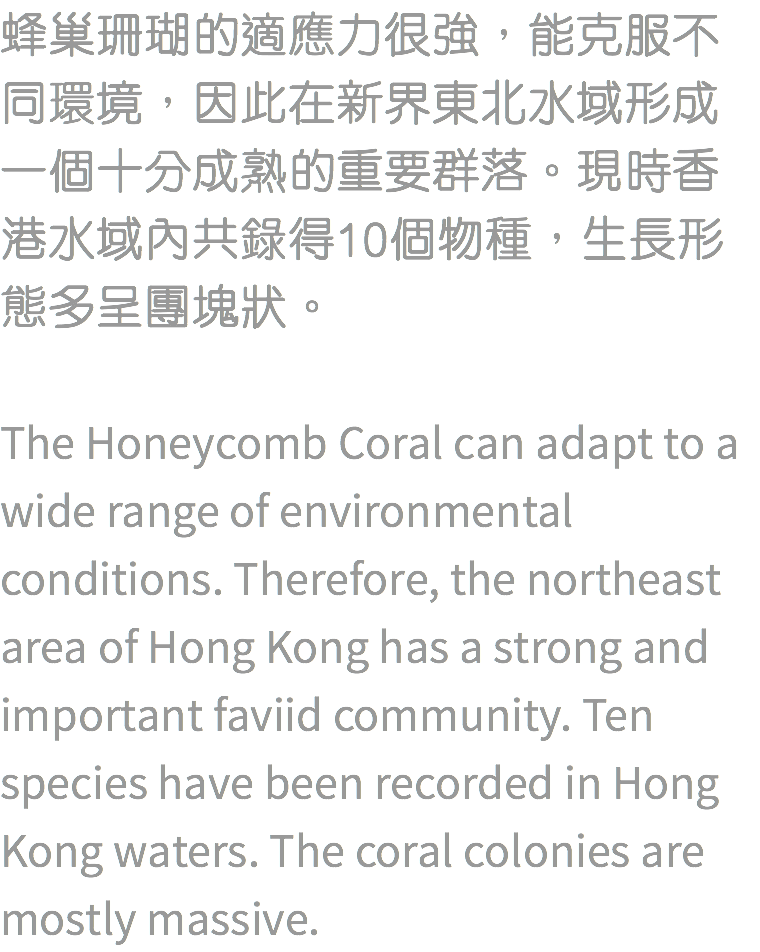 蜂巢珊瑚的適應力很強，能克服不
同環境，因此在新界東北水域形成
一個十分成熟的重要群落。現時香
港水域內共錄得10個物種，生長形
態多呈團塊狀。
The Honeycomb Coral can adapt to a
wide range of environmental
conditions. Therefore, the northeast
area of Hong Kong has a strong and
important faviid community. Ten
species have been recorded in Hong
Kong waters. The coral colonies are
mostly massive.